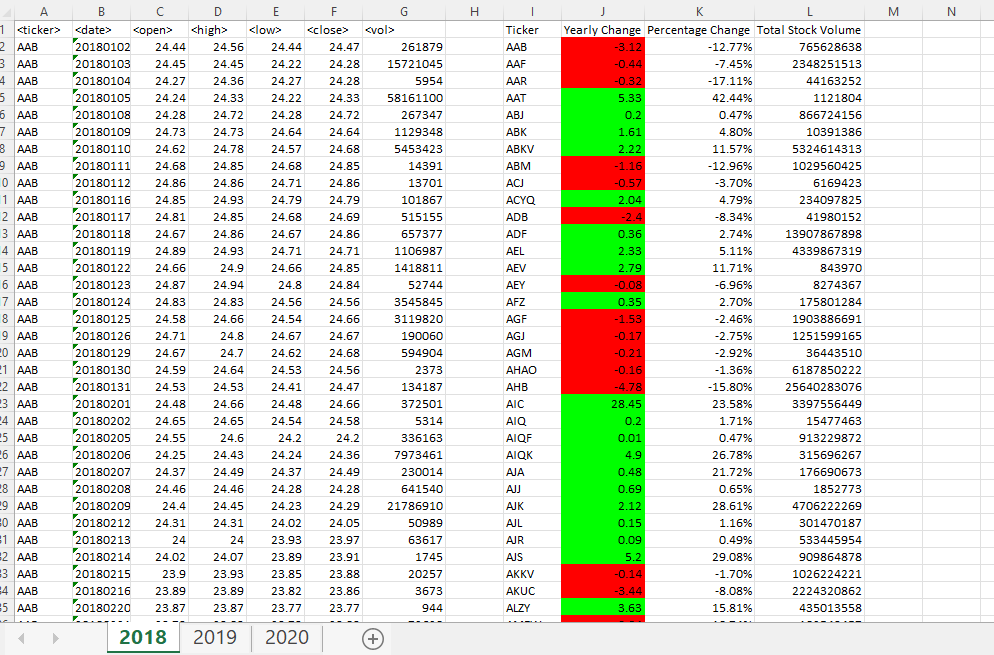 A B C D E F G H I J K L M N
1 <ticker> <date> <open> <high> <low> <close> <vol> Ticker Yearly Change Percentage Change Total Stock Volume
2 AAB 20180102 24.44 24.56 24.44 24.47 261879 AAB -3.12 -12.77% 765628638
3 AAB 20180103 24.45 24.45 24.22 24.28 15721045 AAF -0.44 -7.45% 2348251513
4 AAB 20180104 24.27 24.36 24.27 24.28 5954 AAR -0.32 -17.11% 44163252
5 AAB 20180105 24.24 24.33 24.22 24.33 58161100 AAT 5.33 42.44% 1121804
6 AAB 20180108 24.28 24.72 24.28 24.72 267347 ABJ 0.2 0.47% 866724156
7 AAB 20180109 24.73 24.73 24.64 24.64 1129348 ABK 1.61 4.80% 10391386
8 AAB 20180110 24.62 24.78 24.57 24.68 5453423 ABKV 2.22 11.57% 5324614313
9 AAB 20180111 24.68 24.85 24.68 24.85 14391 ABM -1.16 -12.96% 1029560425
10 AAB 20180112 24.86 24.86 24.71 24.86 13701 ACJ -0.57 -3.70% 6169423
11 AAB 20180116 24.85 24.93 24.79 24.79 101867 ACYQ 2.04 4.79% 234097825
12 AAB 20180117 24.81 24.85 24.68 24.69 515155 ADB -2.4 -8.34% 41980152
13 AAB 20180118 24.67 24.86 24.67 24.86 657377 ADF 0.36 2.74% 13907867898
14 AAB 20180119 24.89 24.93 24.71 24.71 1106987 AEL 2.33 5.11% 4339867319
15 AAB 20180122 24.66 24.9 24.66 24.85 1418811 AEV 2.79 11.71% 843970
16 AAB 20180123 24.87 24.94 24.8 24.84 52744 AEY -0.08 -6.96% 8274367
17 AAB 20180124 24.83 24.83 24.56 24.56 3545845 AFZ 0.35 2.70% 175801284
18 AAB 20180125 24.58 24.66 24.54 24.66 3119820 AGF -1.53 -2.46% 1903886691
19 AAB 20180126 24.71 24.8 24.67 24.67 190060 AGJ -0.17 -2.75% 1251599165
20 AAB 20180129 24.67 24.7 24.62 24.68 594904 AGM -0.21 -2.92% 36443510
21 AAB 20180130 24.59 24.64 24.53 24.56 2373 AHAO -0.16 -1.36% 6187850222
22 AAB 20180131 24.53 24.53 24.41 24.47 134187 AHB -4.78 -15.80% 25640283076
23 AAB 20180201 24.48 24.66 24.48 24.66 372501 AIC 28.45 23.58% 3397556449
24 AAB 20180202 24.65 24.65 24.54 24.58 5314 AIQ 0.2 1.71% 15477463
25 AAB 20180205 24.55 24.6 24.2 24.2 336163 AIQF 0.01 0.47% 913229872
26 AAB 20180206 24.25 24.43 24.24 24.36 7973461 AIQK 4.9 26.78% 315696267
27 AAB 20180207 24.37 24.49 24.37 24.49 230014 AJA 0.48 21.72% 176690673
28 AAB 20180208 24.46 24.46 24.28 24.28 641540 AJJ 0.69 0.65% 1852773
29 AAB 20180209 24.4 24.45 24.23 24.29 21786910 AJK 2.12 28.61% 4706222269
30 AAB 20180212 24.31 24.31 24.02 24.05 50989 AJL 0.15 1.16% 301470187
31 AAB 20180213 24 24 23.93 23.97 63617 AJR 0.09 0.49% 533445954
32 AAB 20180214 24.02 24.07 23.89 23.91 1745 AJS 5.2 29.08% 909864878
33 AAB 20180215 23.9 23.93 23.85 23.88 20257 AKKV -0.14 -1.70% 1026224221
34 AAB 20180216 23.89 23.89 23.82 23.86 3673 AKUC -3.44 -8.08% 2224320862
35 AAB 20180220 23.87 23.87 23.77 23.77 944 ALZY 3.63 15.81% 435013558
2018 2019 2020